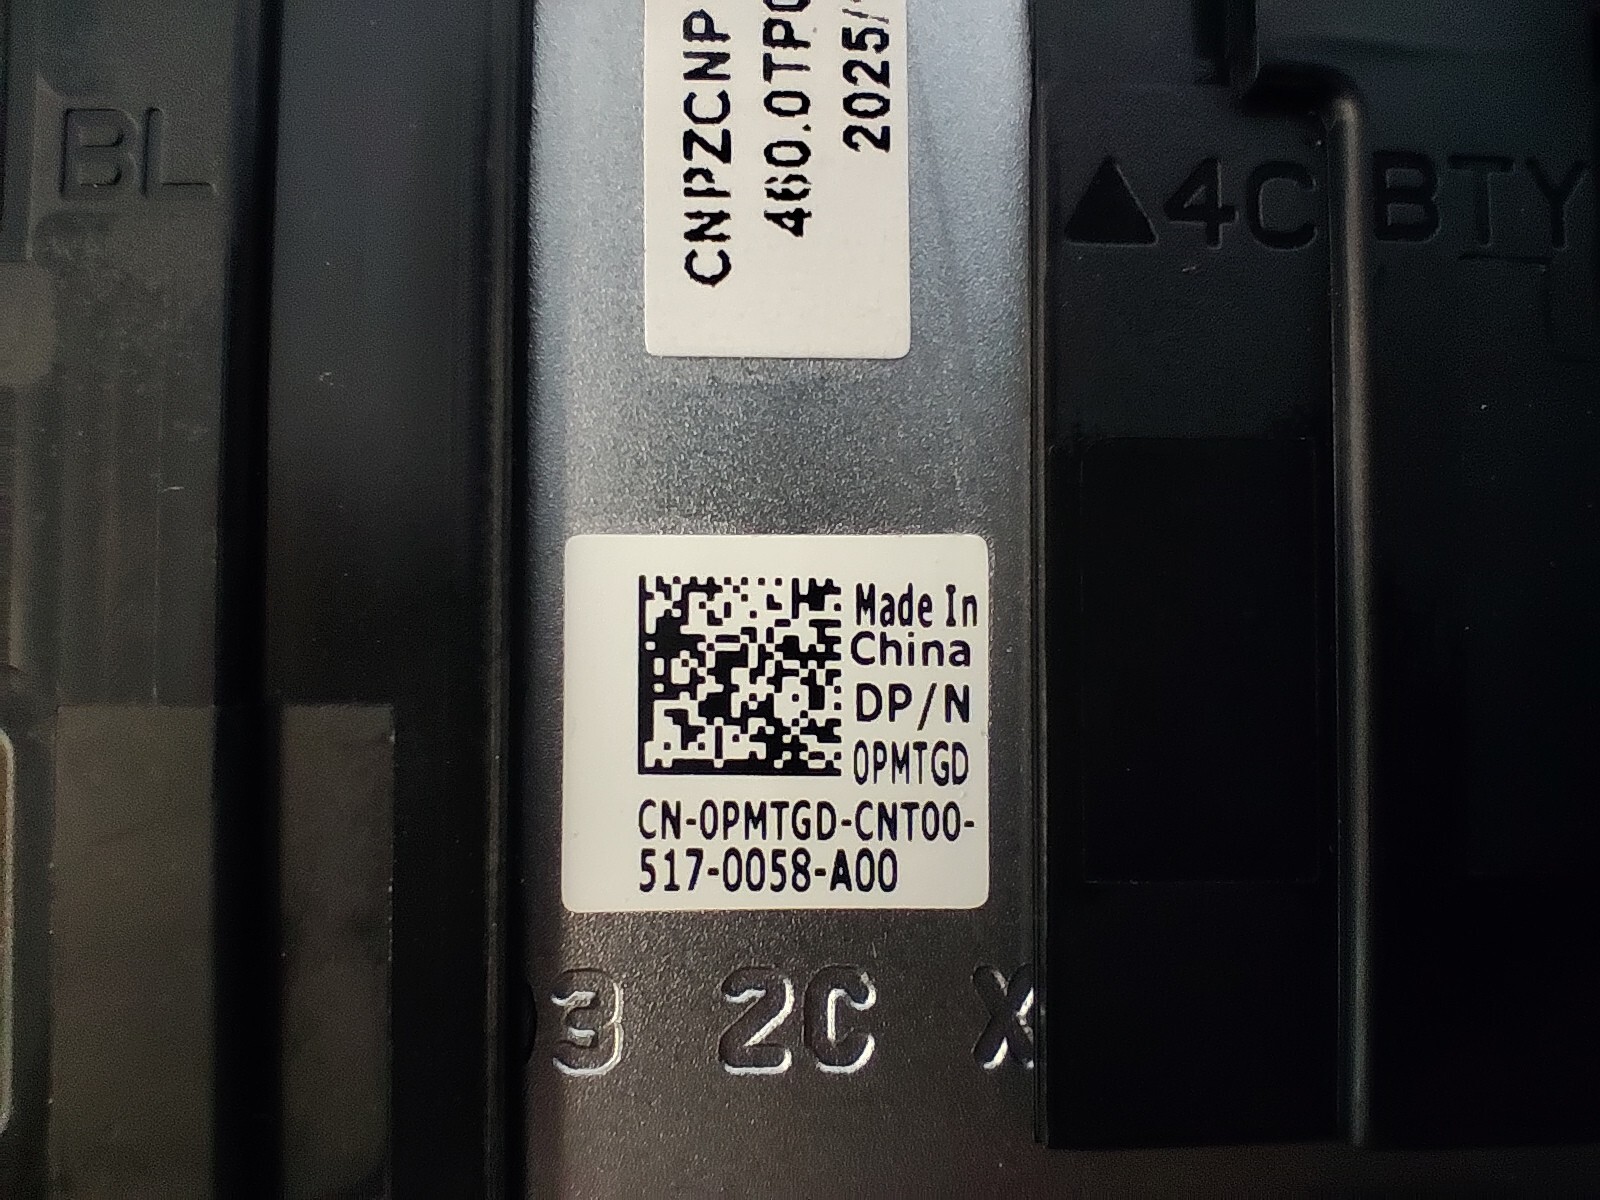 BL
CNPZCNP
460.0TP0
2025/
▲4C BTY
Made In
China
DP/N
0PMTGD
CN-0PMTGD-CNT00-
517-0058-A00
3 2C X